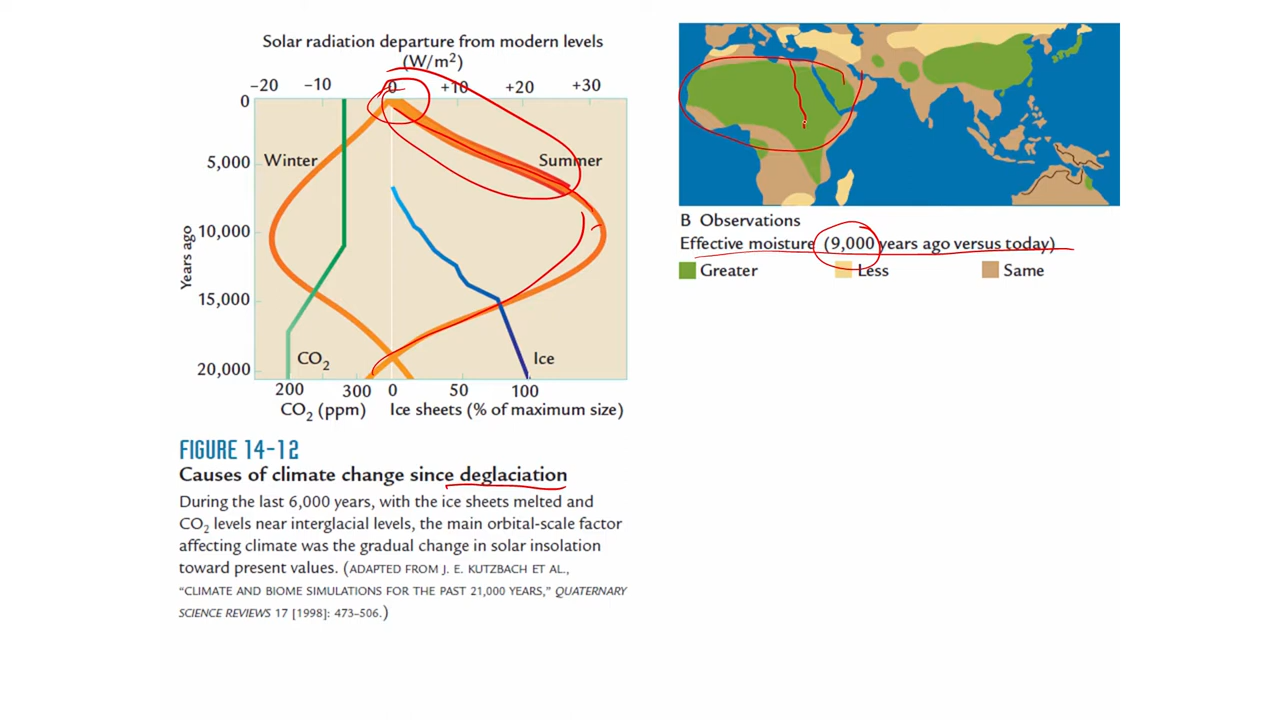 Solar radiation departure from modern levels
(W/m²)
−20 −10 0 +10 +20 +30
0
Winter
5,000
Summer
10,000
Years ago
15,000
CO₂
Ice
20,000
200 300 0 50 100
CO₂ (ppm) Ice sheets (% of maximum size)
FIGURE 14–12
Causes of climate change since deglaciation
During the last 6,000 years, with the ice sheets melted and
CO₂ levels near interglacial levels, the main orbital-scale factor
affecting climate was the gradual change in solar insolation
toward present values. (ADAPTED FROM J. E. KUTZBACH ET AL.,
“CLIMATE AND BIOME SIMULATIONS FOR THE PAST 21,000 YEARS,” QUATERNARY
SCIENCE REVIEWS 17 [1998]: 473–506.)
B Observations
Effective moisture (9,000 years ago versus today)
Greater Less Same